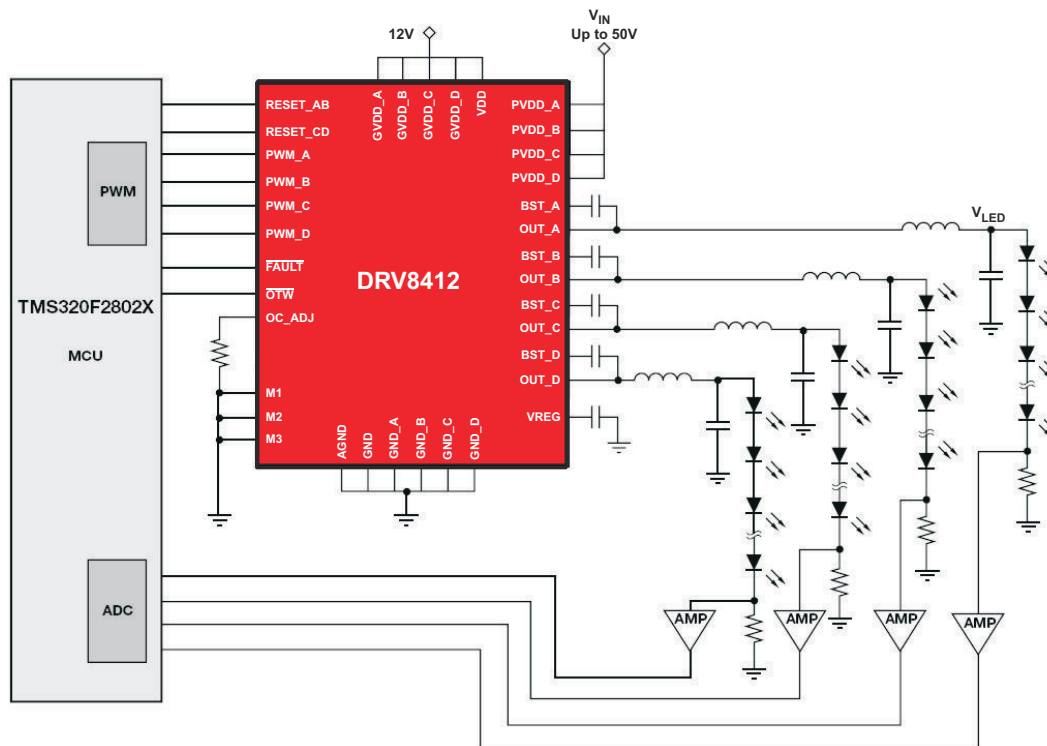 V_IN
Up to 50V
12V
GVDD_A
GVDD_B
GVDD_C
GVDD_D
VDD
RESET_AB
RESET_CD
PWM_A
PWM_B
PWM_C
PWM_D
FAULT
OTW
OC_ADJ
M1
M2
M3
PVDD_A
PVDD_B
PVDD_C
PVDD_D
BST_A
OUT_A
BST_B
OUT_B
BST_C
OUT_C
BST_D
OUT_D
VREG
DRV8412
AGND
GND
GND_A
GND_B
GND_C
GND_D
PWM
TMS320F2802X
MCU
ADC
V_LED
AMP
AMP
AMP
AMP